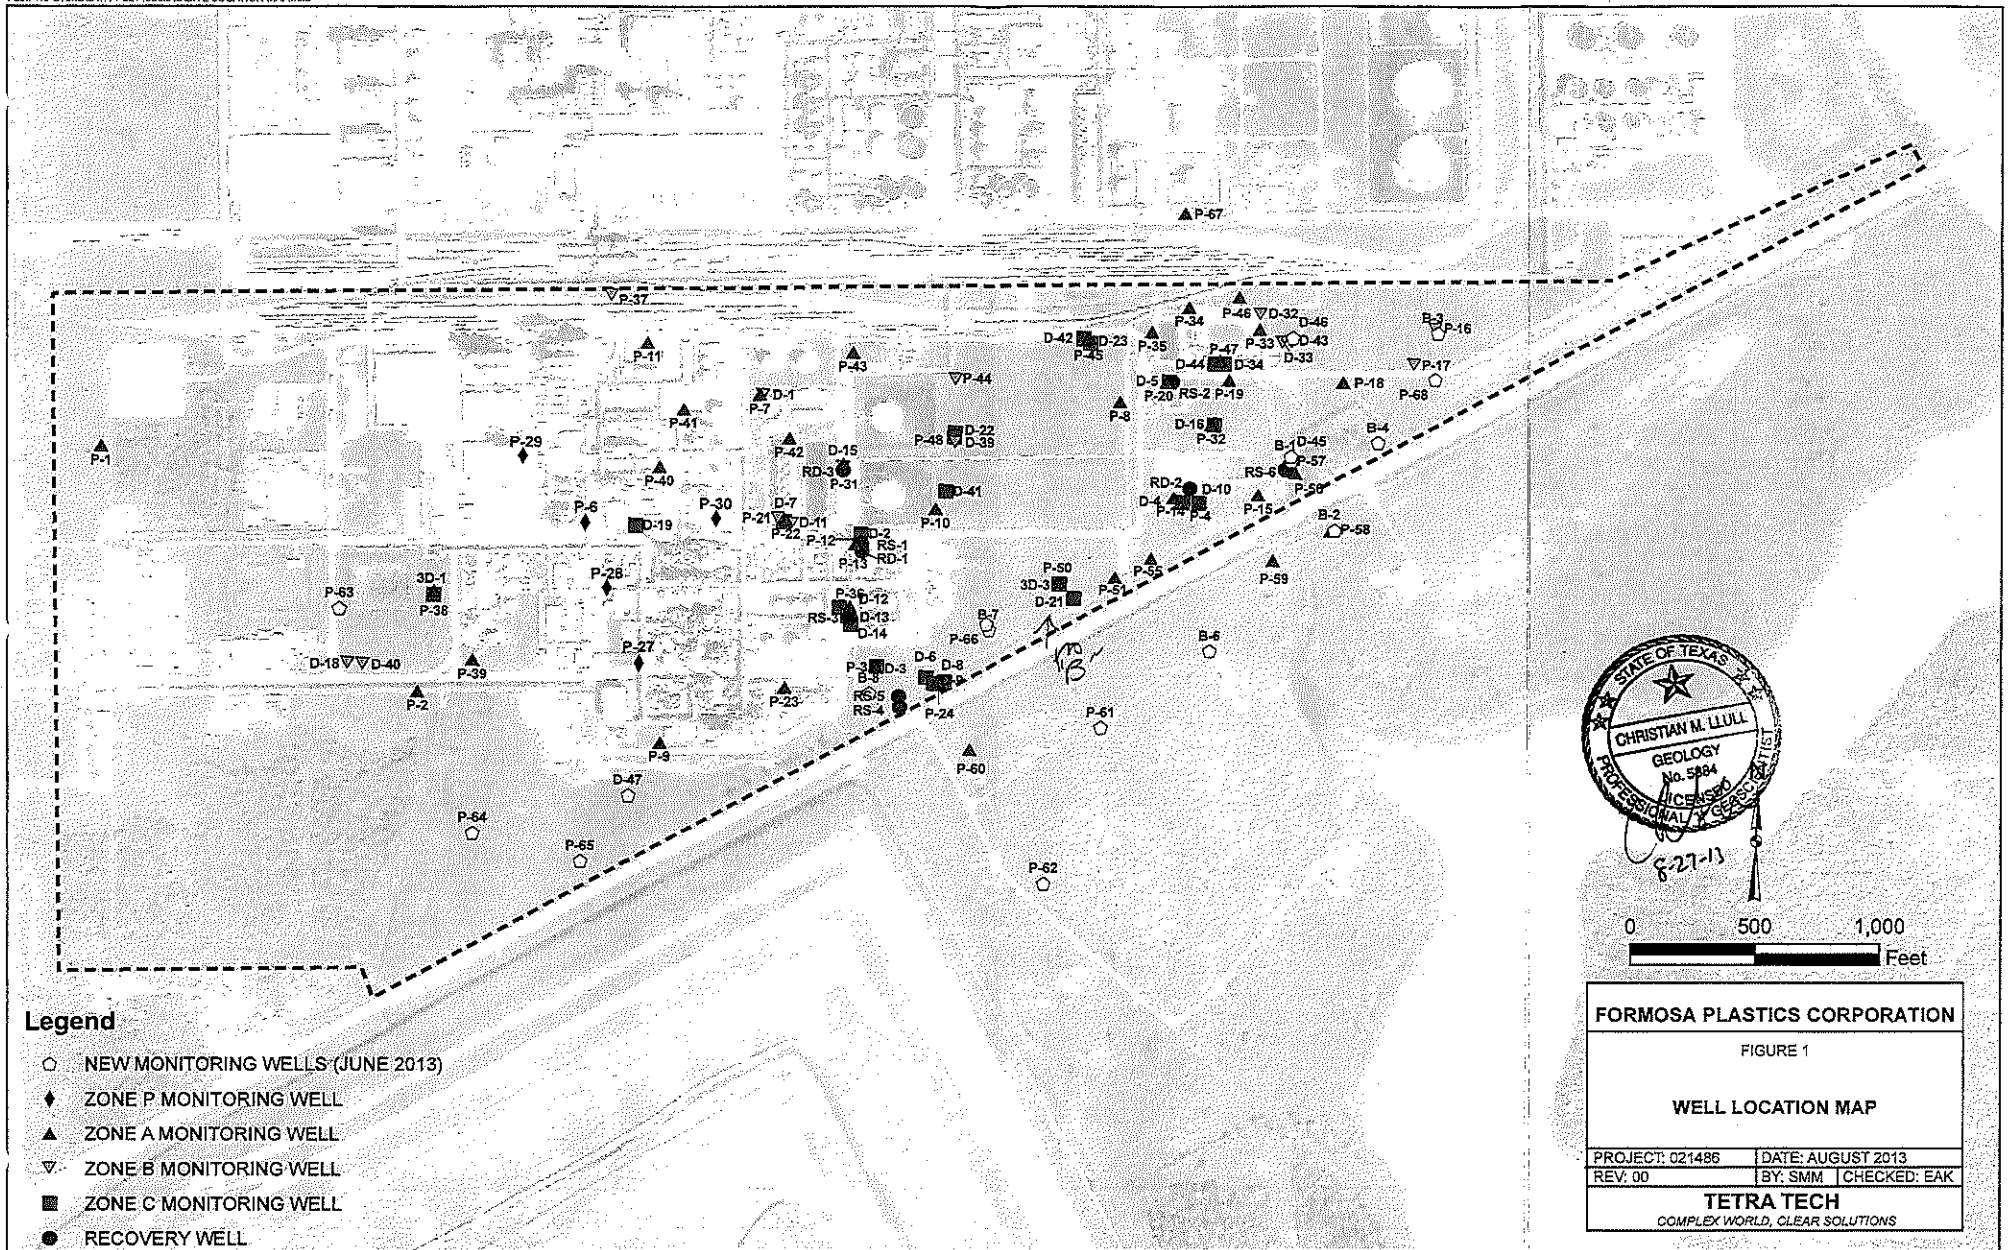 P-67
P-37
P-46
D-32
P-34
D-46
B-3
P-16
D-42
D-23
P-45
P-35
P-33
D-43
D-33
P-11
P-43
P-47
D-44
D-34
P-17
P-44
D-5
P-20
RS-2
P-19
P-18
P-68
D-1
P-7
P-8
P-41
P-1
P-29
P-42
D-22
P-48
D-39
D-16
P-32
B-4
D-15
RD-3
P-31
B-1
D-45
P-57
RS-6
P-56
P-40
D-41
RD-2
D-10
D-4
P-14
P-4
P-15
P-6
P-30
D-7
P-21
D-11
P-22
P-10
D-19
B-2
P-58
D-2
P-12
RS-1
RD-1
P-13
P-28
3D-1
P-38
P-63
P-50
3D-3
D-21
P-51
P-55
P-59
P-36
D-12
RS-3
D-13
D-14
B-7
P-66
B-6
P-27
D-18
D-40
P-39
P-3
D-3
D-6
D-8
D-9
B-8
RS-5
RS-4
P-24
P-2
P-23
P-61
P-9
P-60
D-47
P-64
P-65
P-62
STATE OF TEXAS
CHRISTIAN M. LLULL
GEOLOGY
No. 5884
LICENSED
PROFESSIONAL GEOSCIENTIST
8-27-13
0 500 1,000
Feet
Legend
NEW MONITORING WELLS (JUNE 2013)
ZONE P MONITORING WELL
ZONE A MONITORING WELL
ZONE B MONITORING WELL
ZONE C MONITORING WELL
RECOVERY WELL
FORMOSA PLASTICS CORPORATION
FIGURE 1
WELL LOCATION MAP
PROJECT: 021486 DATE: AUGUST 2013
REV: 00 BY: SMM CHECKED: EAK
TETRA TECH
COMPLEX WORLD, CLEAR SOLUTIONS